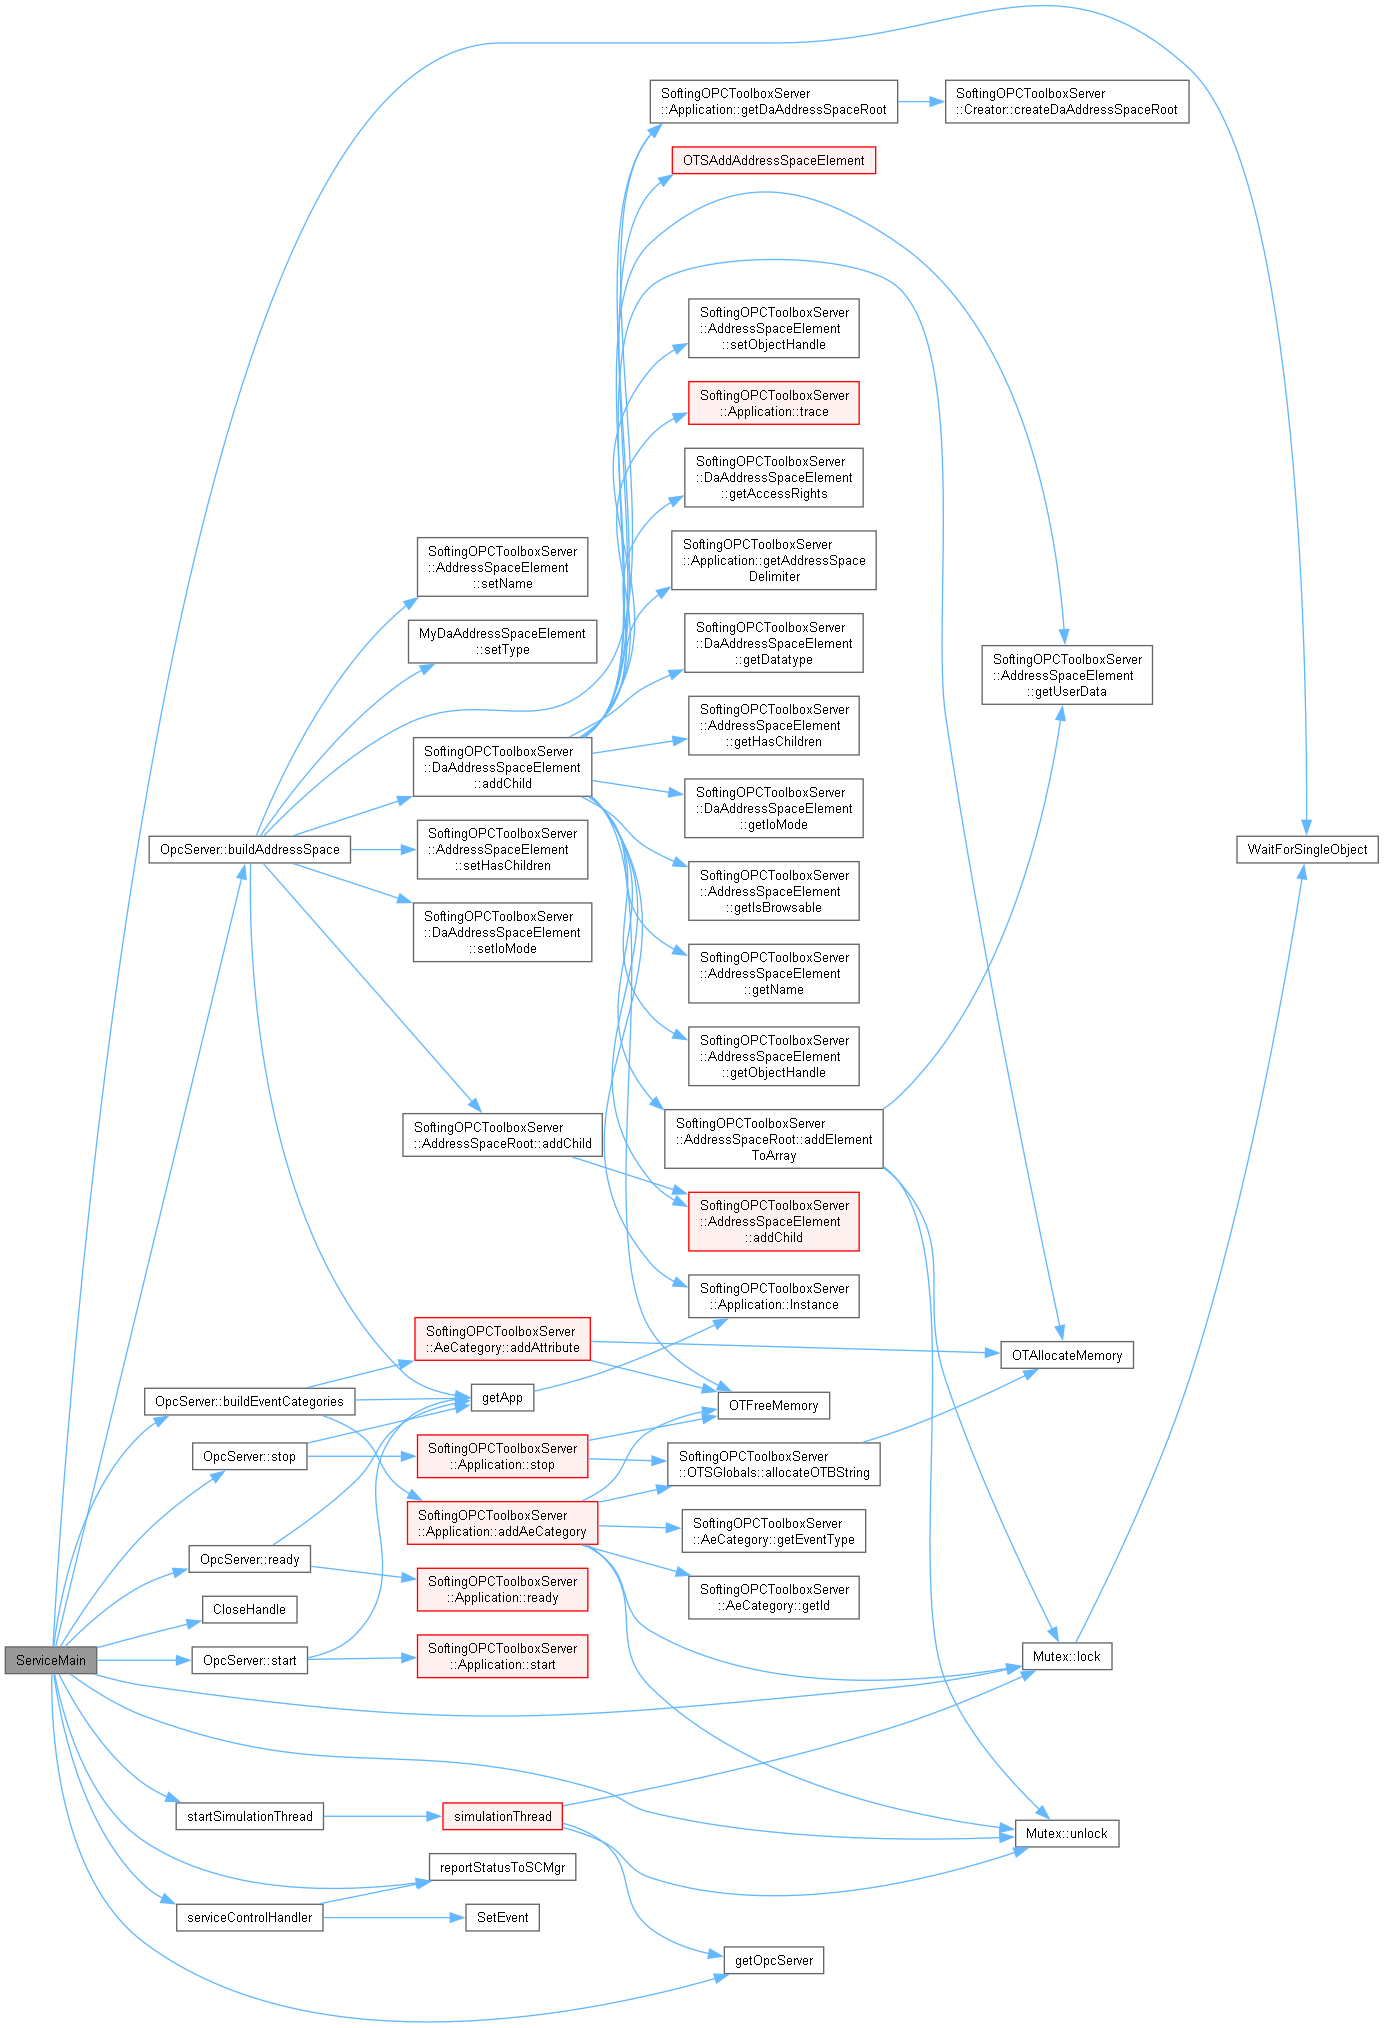 SoftingOPCToolboxServer
::Application::getDaAddressSpaceRoot
SoftingOPCToolboxServer
::Creator::createDaAddressSpaceRoot
OTSAddAddressSpaceElement
SoftingOPCToolboxServer
::AddressSpaceElement
::setObjectHandle
SoftingOPCToolboxServer
::Application::trace
SoftingOPCToolboxServer
::DaAddressSpaceElement
::getAccessRights
SoftingOPCToolboxServer
::Application::getAddressSpace
Delimiter
SoftingOPCToolboxServer
::AddressSpaceElement
::setName
MyDaAddressSpaceElement
::setType
SoftingOPCToolboxServer
::DaAddressSpaceElement
::getDatatype
SoftingOPCToolboxServer
::AddressSpaceElement
::getUserData
SoftingOPCToolboxServer
::AddressSpaceElement
::getHasChildren
SoftingOPCToolboxServer
::DaAddressSpaceElement
::addChild
SoftingOPCToolboxServer
::DaAddressSpaceElement
::getIoMode
OpcServer::buildAddressSpace
SoftingOPCToolboxServer
::AddressSpaceElement
::setHasChildren
WaitForSingleObject
SoftingOPCToolboxServer
::AddressSpaceElement
::getIsBrowsable
SoftingOPCToolboxServer
::DaAddressSpaceElement
::setIoMode
SoftingOPCToolboxServer
::AddressSpaceElement
::getName
SoftingOPCToolboxServer
::AddressSpaceElement
::getObjectHandle
SoftingOPCToolboxServer
::AddressSpaceRoot::addChild
SoftingOPCToolboxServer
::AddressSpaceRoot::addElement
ToArray
SoftingOPCToolboxServer
::AddressSpaceElement
::addChild
SoftingOPCToolboxServer
::Application::Instance
SoftingOPCToolboxServer
::AeCategory::addAttribute
OTAllocateMemory
OpcServer::buildEventCategories
getApp
OTFreeMemory
OpcServer::stop
SoftingOPCToolboxServer
::Application::stop
SoftingOPCToolboxServer
::OTSGlobals::allocateOTBString
SoftingOPCToolboxServer
::Application::addAeCategory
SoftingOPCToolboxServer
::AeCategory::getEventType
OpcServer::ready
SoftingOPCToolboxServer
::Application::ready
SoftingOPCToolboxServer
::AeCategory::getId
CloseHandle
ServiceMain
OpcServer::start
SoftingOPCToolboxServer
::Application::start
Mutex::lock
startSimulationThread
simulationThread
Mutex::unlock
reportStatusToSCMgr
serviceControlHandler
SetEvent
getOpcServer